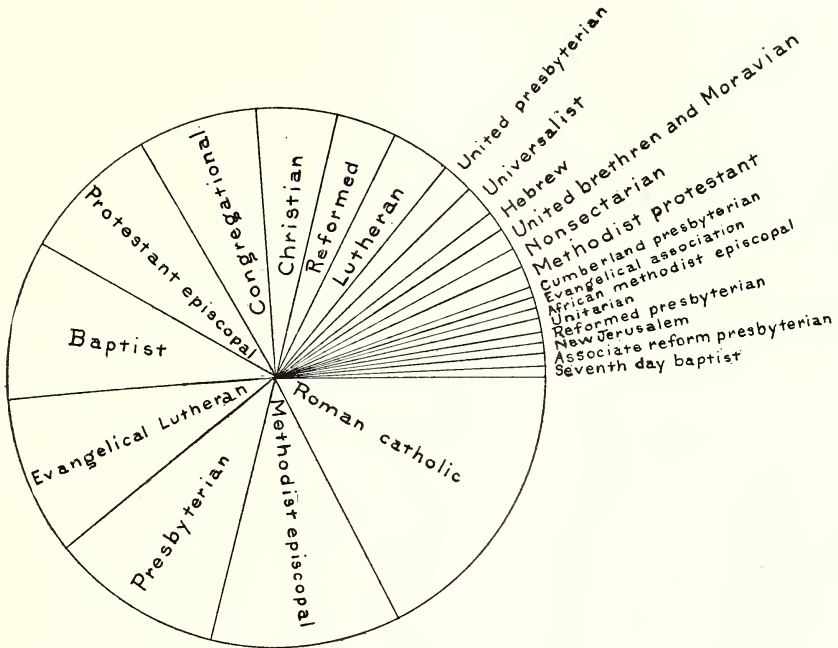 United presbyterian
Universalist
Hebrew
United brethren and Moravian
Nonsectarian
Methodist protestant
Cumberland presbyterian
Evangelical association
African methodist episcopal
Unitarian
Reformed presbyterian
New Jerusalem
Associate reform presbyterian
Seventh day baptist
Roman catholic
Methodist episcopal
Presbyterian
Evangelical Lutheran
Baptist
Protestant episcopal
Congregational
Christian
Reformed
Lutheran